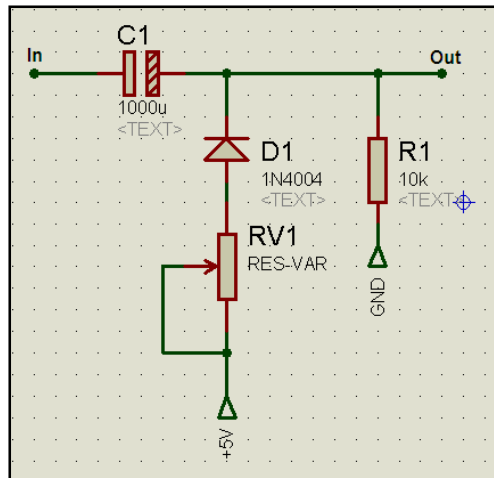 In
C1
Out
1000u
<TEXT>
D1
1N4004
<TEXT>
R1
10k
<TEXT>
RV1
RES-VAR
GND
+5V